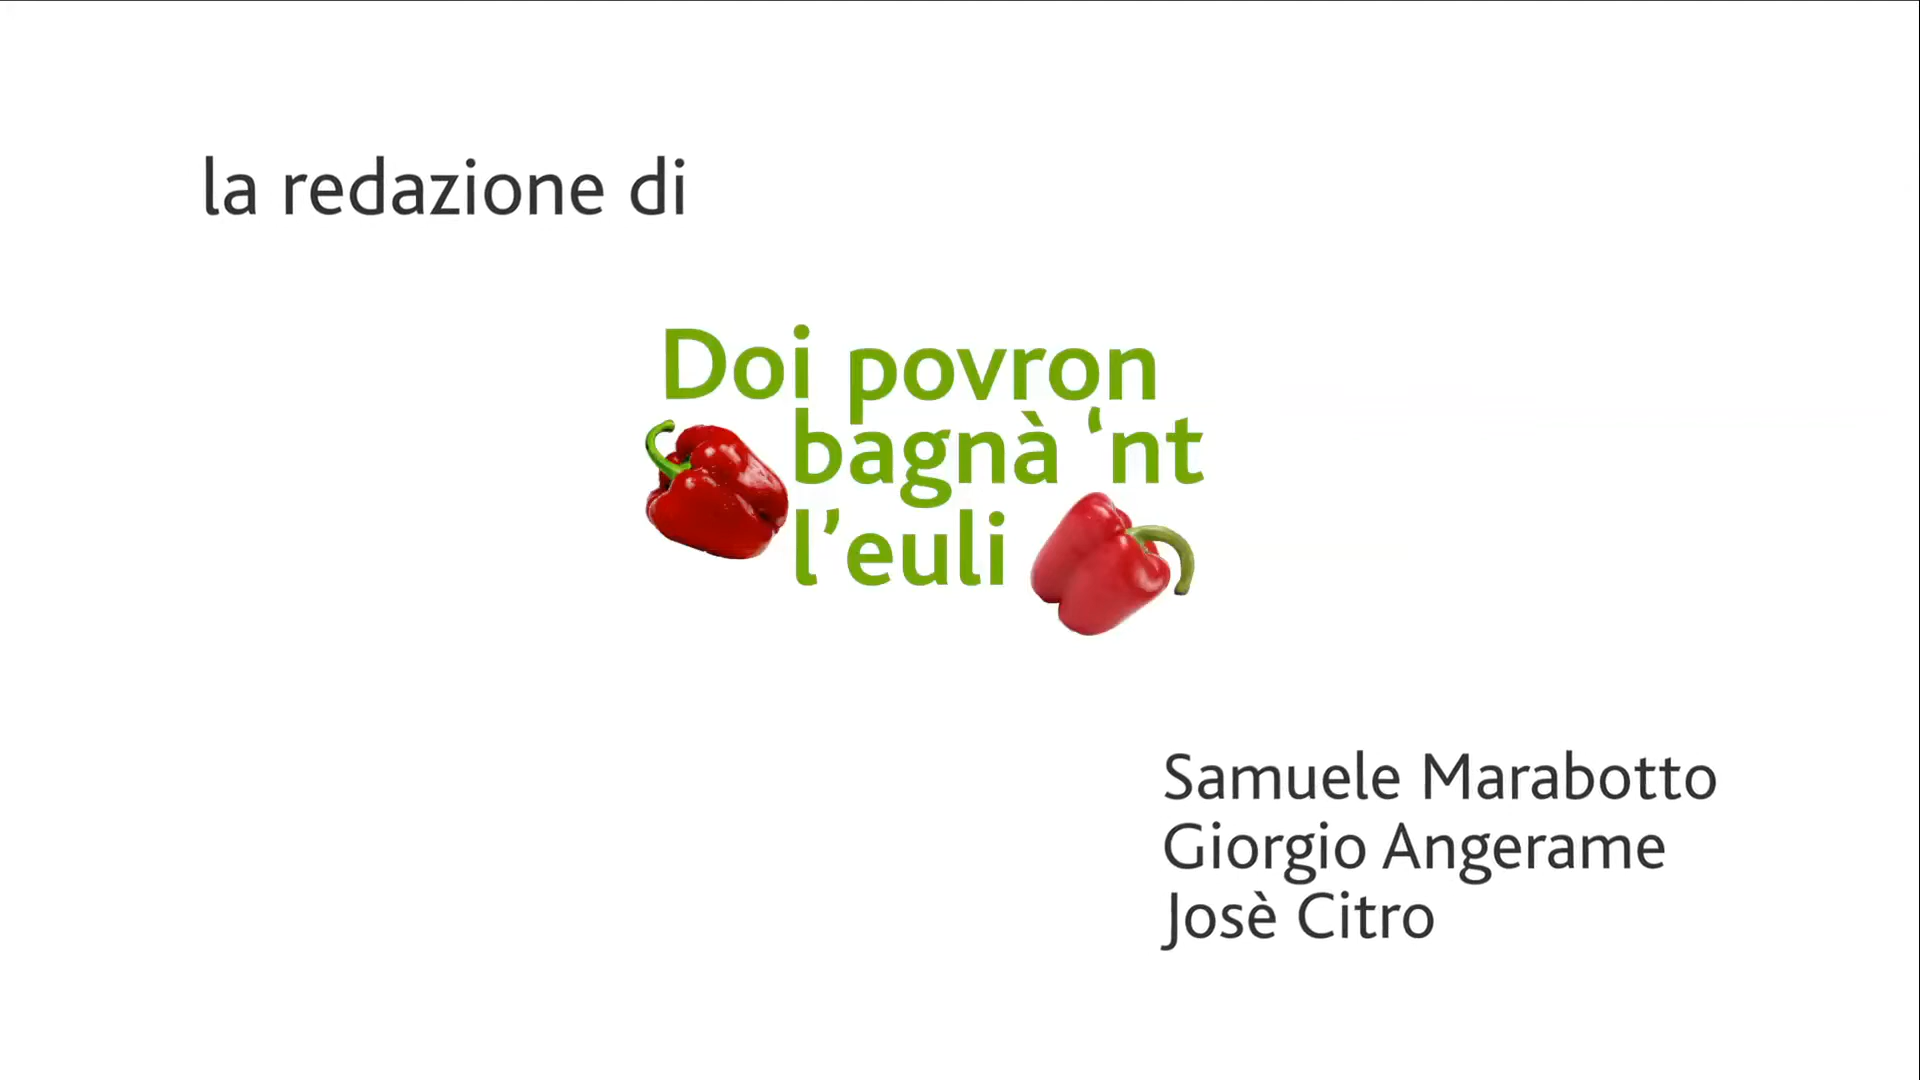 la redazione di
Doi povron
bagnà ‘nt
l’euli
Samuele Marabotto
Giorgio Angerame
Josè Citro